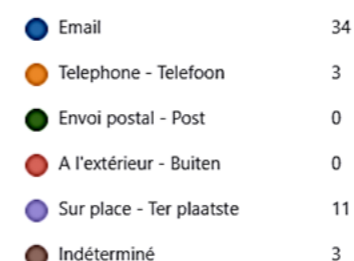 Email 34
Telephone - Telefoon 3
Envoi postal - Post 0
A l'extérieur - Buiten 0
Sur place - Ter plaatste 11
Indéterminé 3